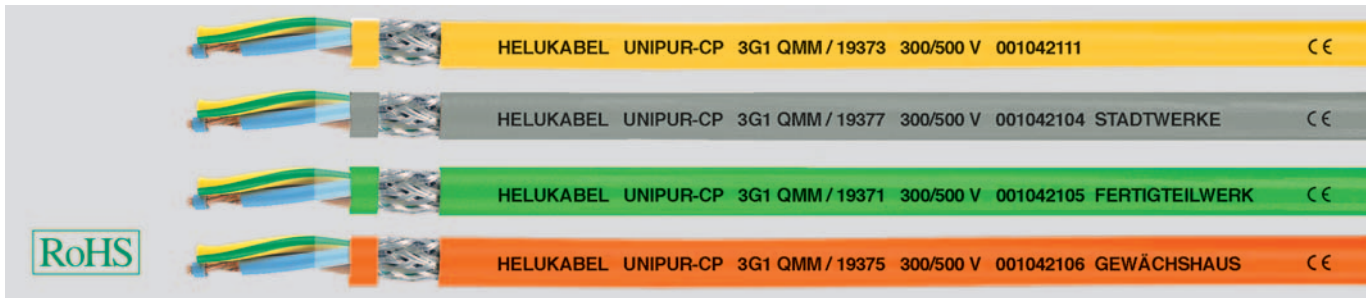 HELUKABEL UNIPUR-CP 3G1 QMM / 19373 300/500 V 001042111 CE
HELUKABEL UNIPUR-CP 3G1 QMM / 19377 300/500 V 001042104 STADTWERKE CE
HELUKABEL UNIPUR-CP 3G1 QMM / 19371 300/500 V 001042105 FERTIGTEILWERK CE
HELUKABEL UNIPUR-CP 3G1 QMM / 19375 300/500 V 001042106 GEWÄCHSHAUS CE
RoHS